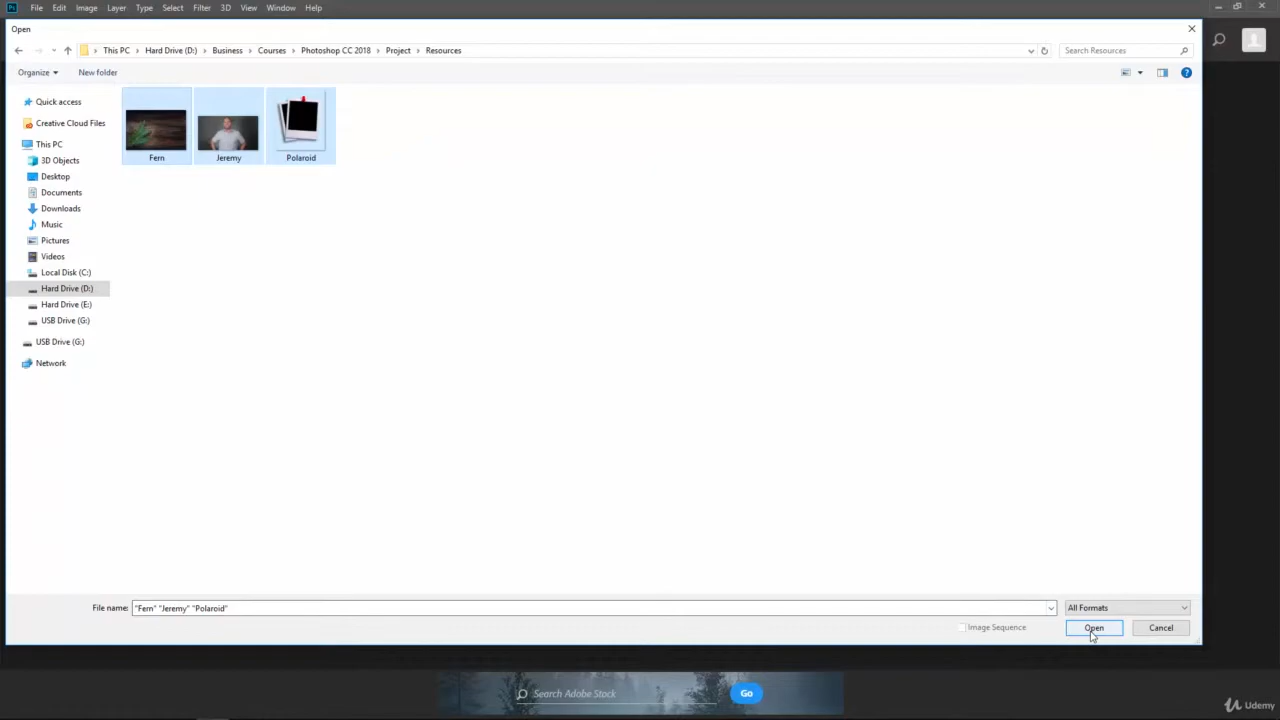 Ps File Edit Image Layer Type Select Filter 3D View Window Help
Open
This PC > Hard Drive (D:) > Business > Courses > Photoshop CC 2018 > Project > Resources
Search Resources
Organize
New folder
Quick access
Creative Cloud Files
This PC
3D Objects
Desktop
Documents
Downloads
Music
Pictures
Videos
Local Disk (C:)
Hard Drive (D:)
Hard Drive (E:)
USB Drive (G:)
USB Drive (G:)
Network
Fern
Jeremy
Polaroid
File name: "Fern" "Jeremy" "Polaroid"
All Formats
Image Sequence
Open
Cancel
Search Adobe Stock
Go
Udemy